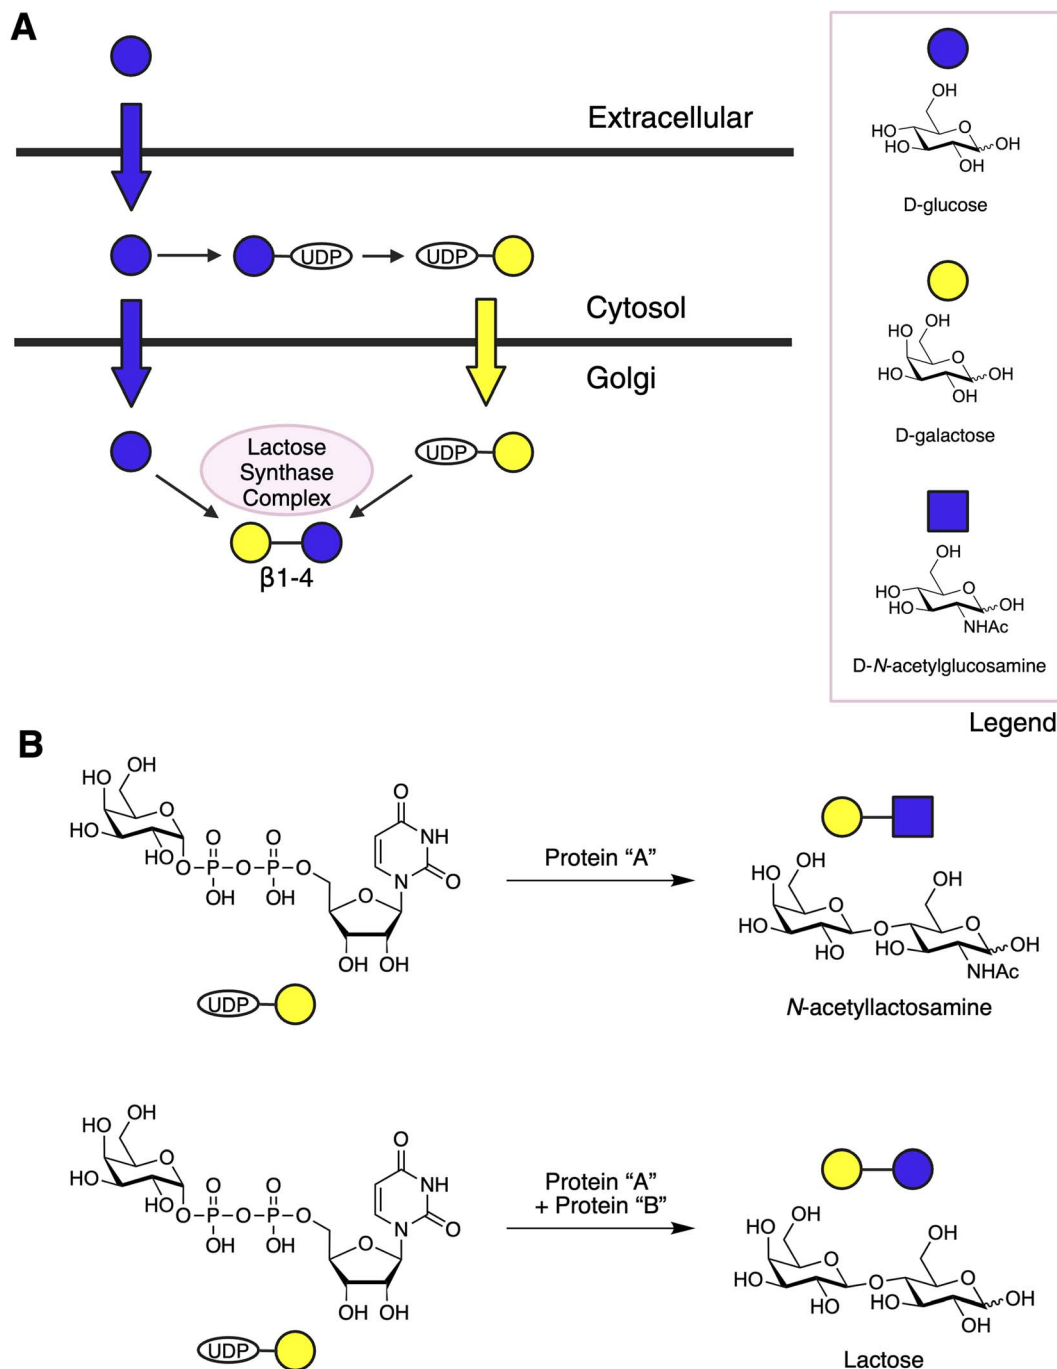 A
Extracellular
UDP
UDP
Cytosol
Golgi
Lactose
Synthase
Complex
UDP
β1-4
OH
HO
O
HO
OH
OH
D-glucose
OH
HO
O
HO
OH
OH
D-galactose
OH
HO
O
HO
OH
NHAc
D-N-acetylglucosamine
Legend
B
OH
HO
O
HO
HO
O
O
O
P
O
P
O
OH
OH
O
NH
N
O
O
OH
OH
UDP
Protein “A”
OH
HO
O
HO
OH
O
OH
O
HO
OH
NHAc
N-acetyllactosamine
OH
HO
O
HO
HO
O
O
O
P
O
P
O
OH
OH
O
NH
N
O
O
OH
OH
UDP
Protein “A”
+ Protein “B”
OH
HO
O
HO
OH
O
OH
O
HO
OH
OH
Lactose